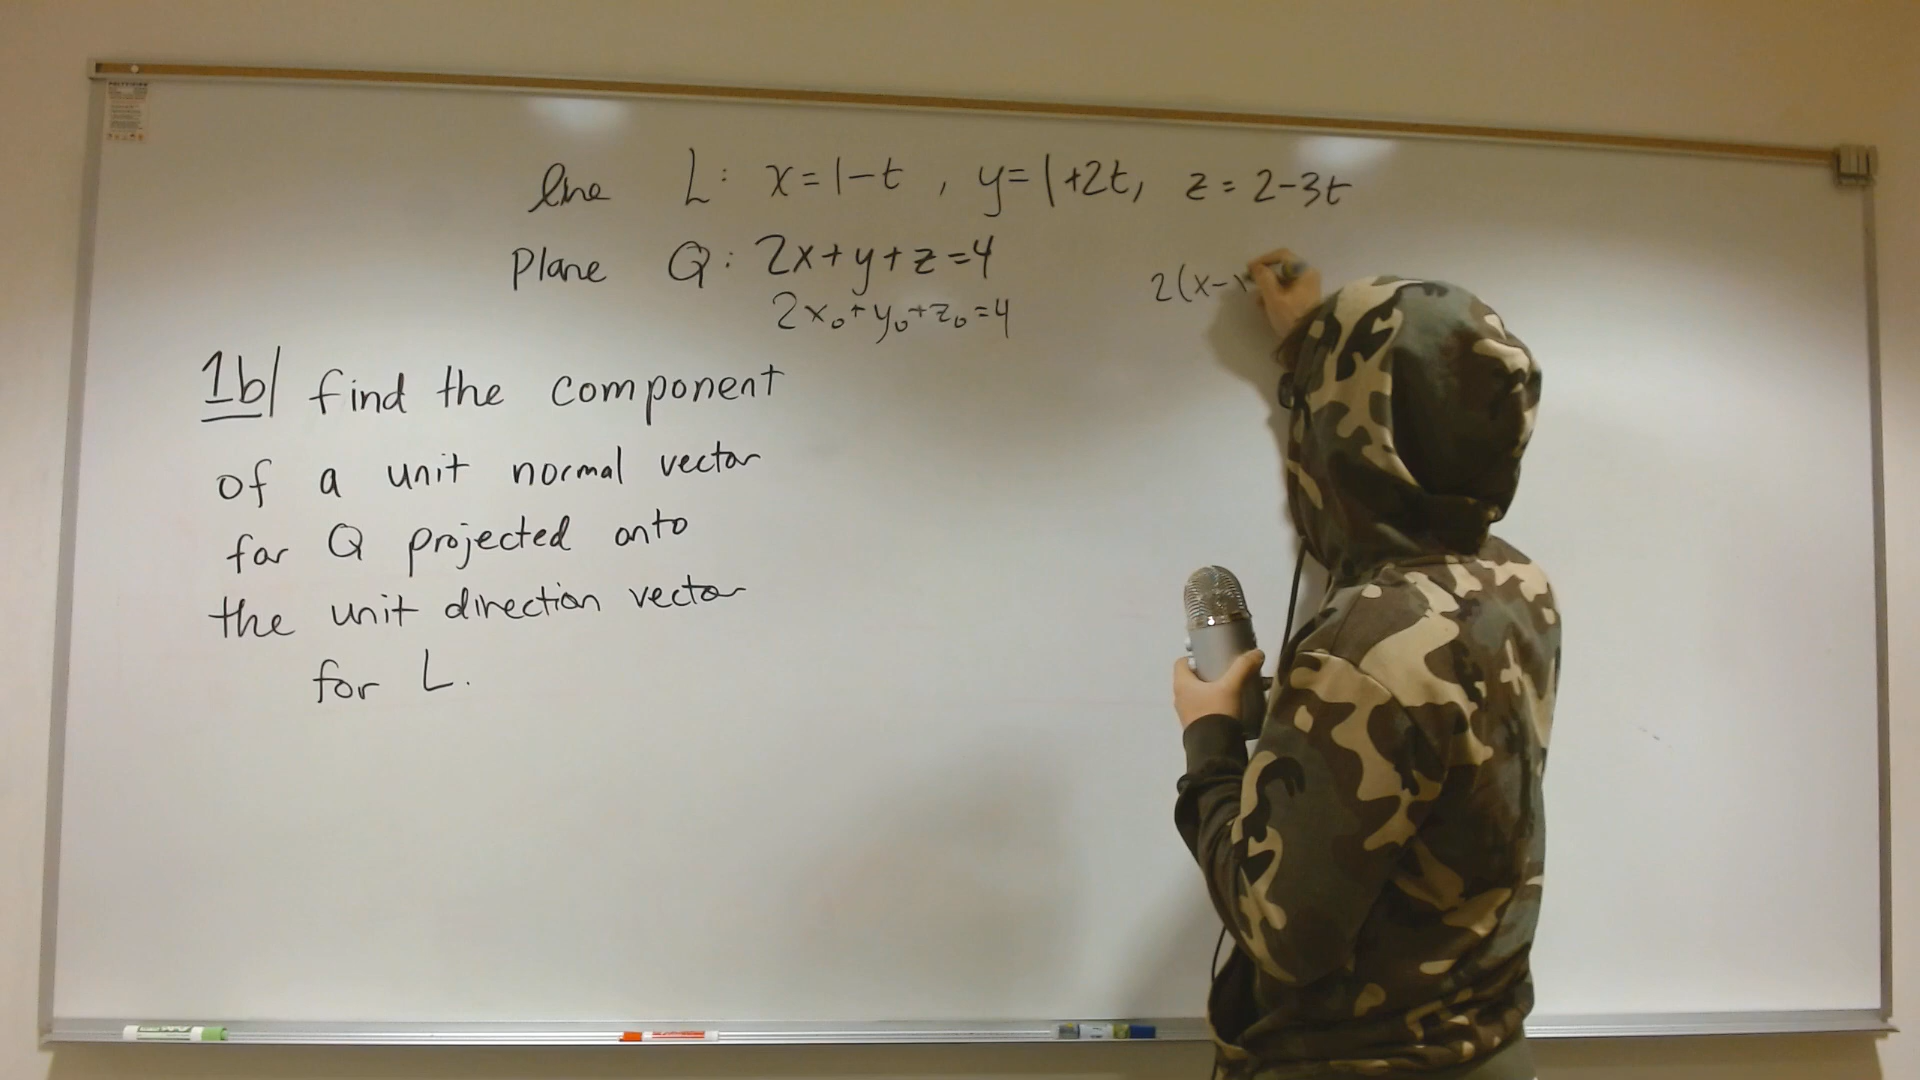 line L: x=1-t, y=1+2t, z=2-3t
Plane Q: 2x+y+z=4
2x₀+y₀+z₀=4
2(x-
1b) find the component
of a unit normal vector
for Q projected onto
the unit direction vector
for L.